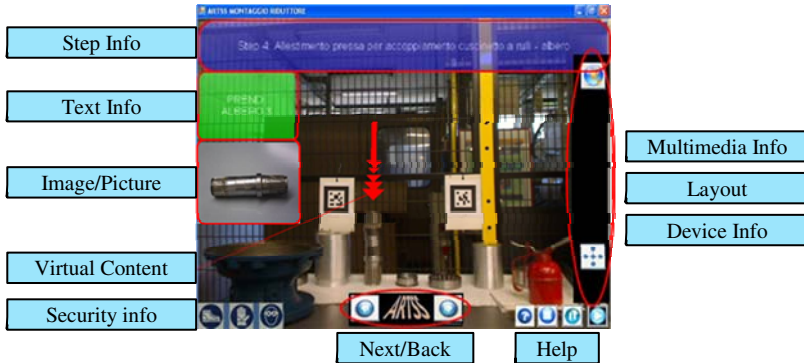 ARTSS MONTAGGIO RIDUTTORE
Step Info
Step 4: Allestimento pressa per accoppiamento cuscinetto a rulli - albero
Text Info
PRENDI
ALBERO 1
Image/Picture
Multimedia Info
Layout
Device Info
Virtual Content
Security info
ARTSS
Next/Back
Help